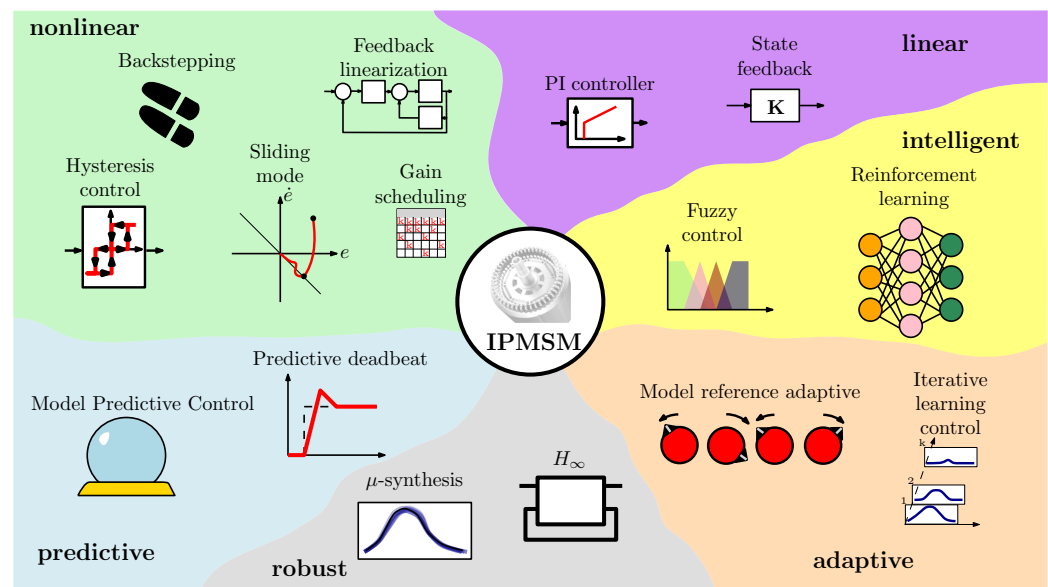 nonlinear
Backstepping
Feedback
linearization
Hysteresis
control
Sliding
mode
ė
e
Gain
scheduling
k k k k k k
k k
k k
k k
k
linear
PI controller
State
feedback
K
intelligent
Reinforcement
learning
Fuzzy
control
IPMSM
Predictive deadbeat
Model Predictive Control
predictive
μ-synthesis
H∞
robust
Model reference adaptive
Iterative
learning
control
k
2
1
adaptive